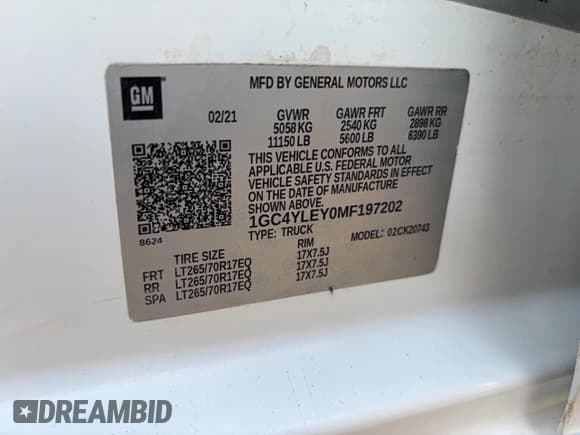 GM
MFD BY GENERAL MOTORS LLC
02/21 GVWR GAWR FRT GAWR RR
5058 KG 2540 KG 2898 KG
11150 LB 5600 LB 6390 LB
THIS VEHICLE CONFORMS TO ALL
APPLICABLE U.S. FEDERAL MOTOR
VEHICLE SAFETY STANDARDS IN EFFECT
ON THE DATE OF MANUFACTURE
SHOWN ABOVE.
1GC4YLEY0MF197202
8624 TYPE: TRUCK MODEL: 02CK20743
TIRE SIZE RIM
FRT LT265/70R17EQ 17X7.5J
RR LT265/70R17EQ 17X7.5J
SPA LT265/70R17EQ 17X7.5J
DREAMBID